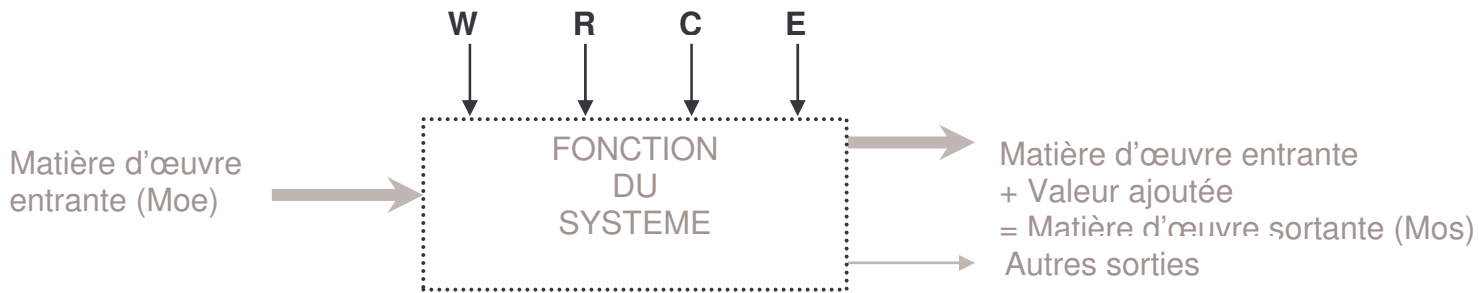 W R C E
Matière d'œuvre
entrante (Moe)
FONCTION
DU
SYSTEME
Matière d'œuvre entrante
+ Valeur ajoutée
= Matière d'œuvre sortante (Mos)
Autres sorties